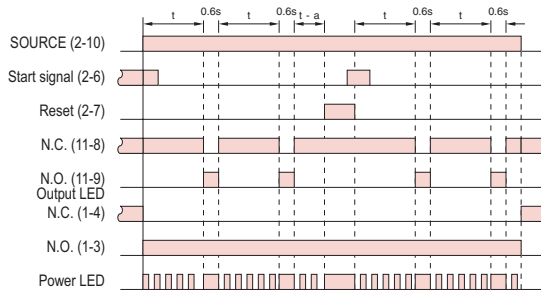 t 0.6s t 0.6s t - a t 0.6s t 0.6s
SOURCE (2-10)
Start signal (2-6)
Reset (2-7)
N.C. (11-8)
N.O. (11-9)
Output LED
N.C. (1-4)
N.O. (1-3)
Power LED